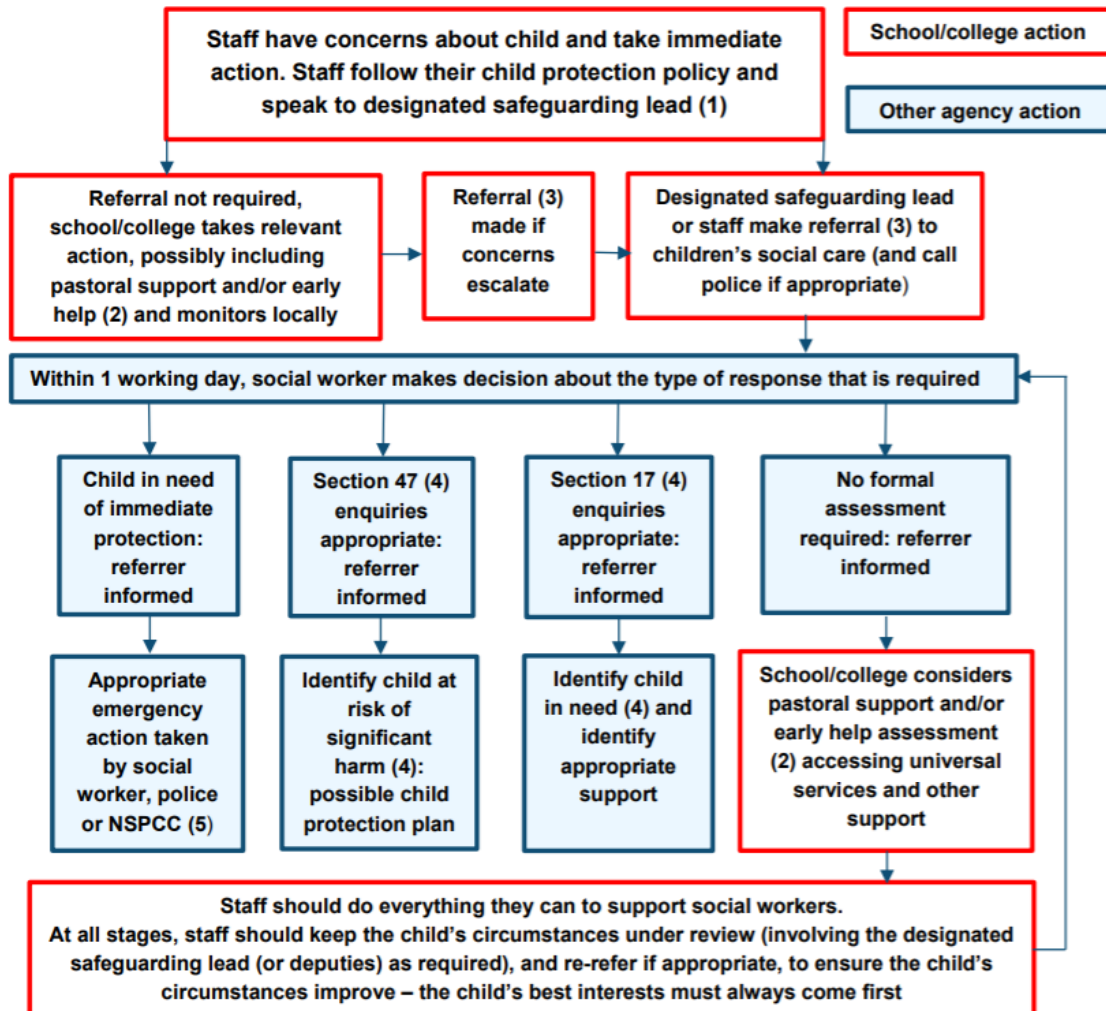 Staff have concerns about child and take immediate
action. Staff follow their child protection policy and
speak to designated safeguarding lead (1)
School/college action
Other agency action
Referral not required,
school/college takes relevant
action, possibly including
pastoral support and/or early
help (2) and monitors locally
Referral (3)
made if
concerns
escalate
Designated safeguarding lead
or staff make referral (3) to
children’s social care (and call
police if appropriate)
Within 1 working day, social worker makes decision about the type of response that is required
Child in need
of immediate
protection:
referrer
informed
Section 47 (4)
enquiries
appropriate:
referrer
informed
Section 17 (4)
enquiries
appropriate:
referrer
informed
No formal
assessment
required: referrer
informed
Appropriate
emergency
action taken
by social
worker, police
or NSPCC (5)
Identify child at
risk of
significant
harm (4):
possible child
protection plan
Identify child
in need (4) and
identify
appropriate
support
School/college considers
pastoral support and/or
early help assessment
(2) accessing universal
services and other
support
Staff should do everything they can to support social workers.
At all stages, staff should keep the child’s circumstances under review (involving the designated
safeguarding lead (or deputies) as required), and re-refer if appropriate, to ensure the child’s
circumstances improve – the child’s best interests must always come first